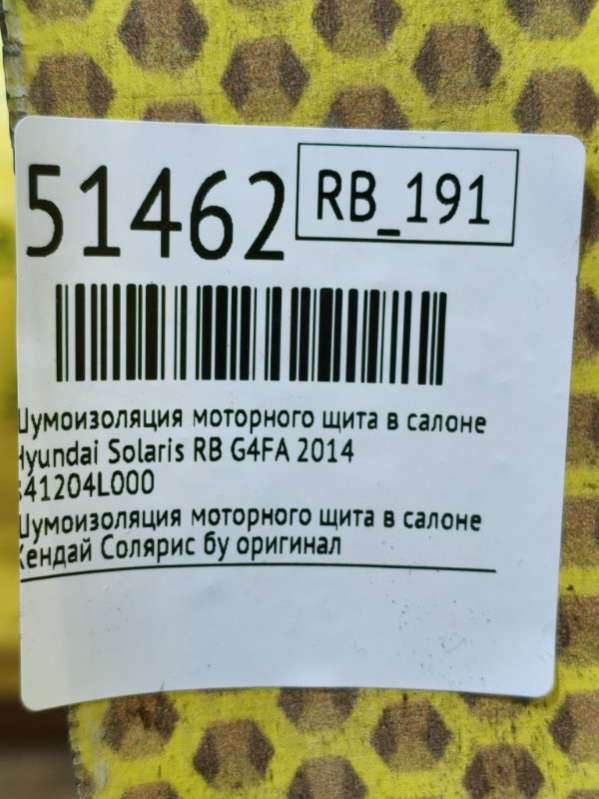 51462
RB_191
Шумоизоляция моторного щита в салоне
Hyundai Solaris RB G4FA 2014
841204L000
Шумоизоляция моторного щита в салоне
Хендай Солярис бу оригинал